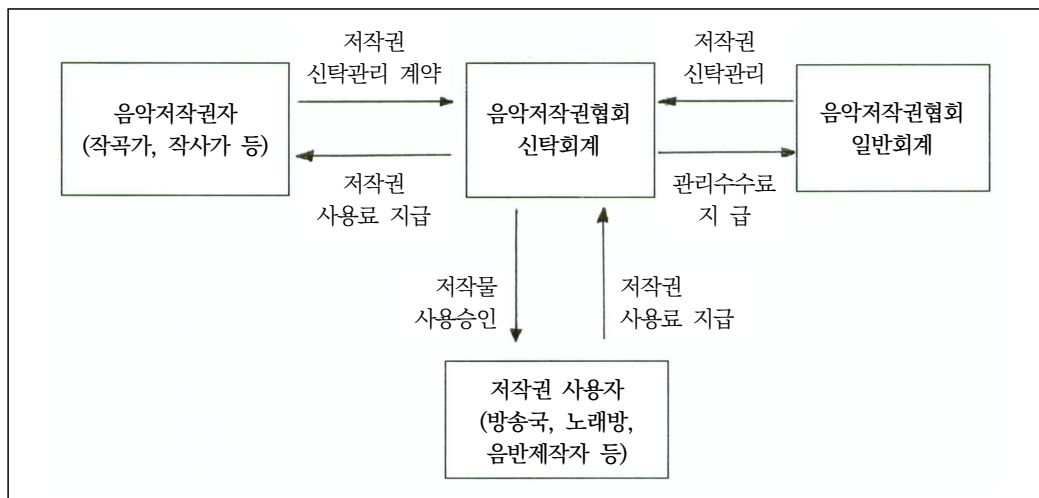 저작권
신탁관리 계약
저작권
신탁관리
음악저작권자
(작곡가, 작사가 등)
음악저작권협회
신탁회계
음악저작권협회
일반회계
저작권
사용료 지급
관리수수료
지 급
저작물
사용승인
저작권
사용료 지급
저작권 사용자
(방송국, 노래방,
음반제작자 등)